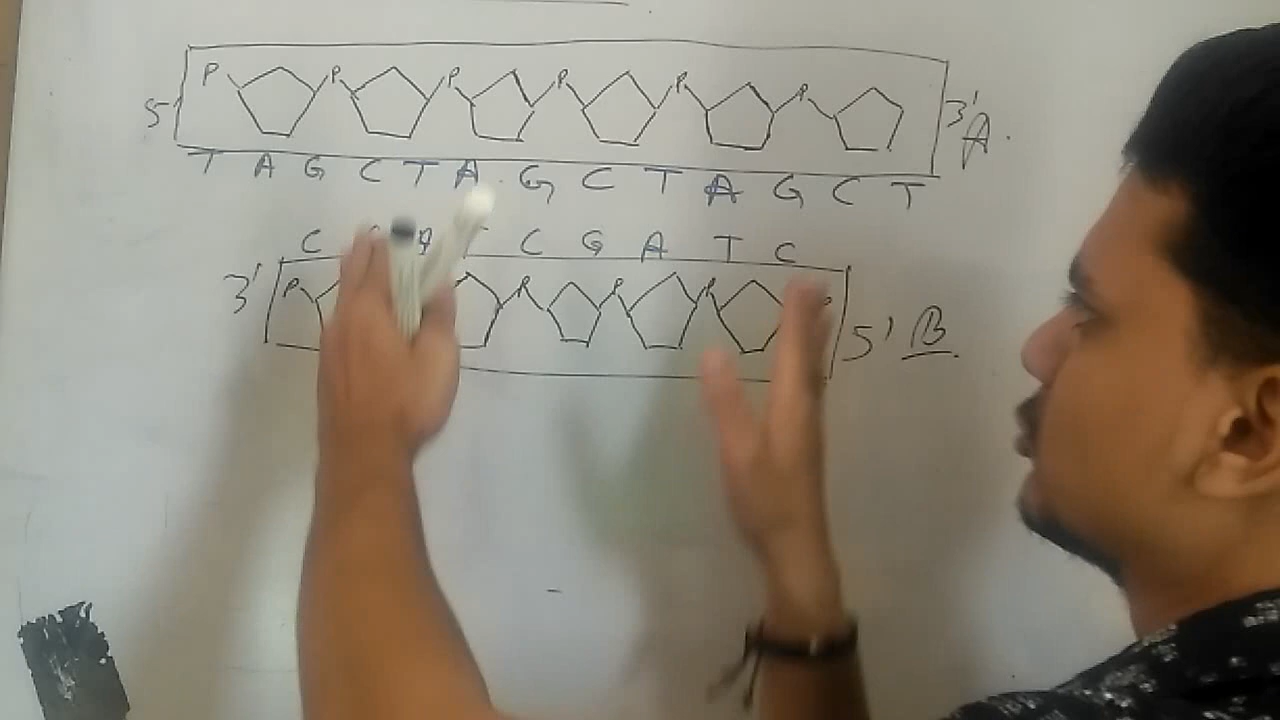 P P P P P P
5' 3' A.
T A G C T A G C T A G C T
C A C G A T C
3' P P P P 5' B